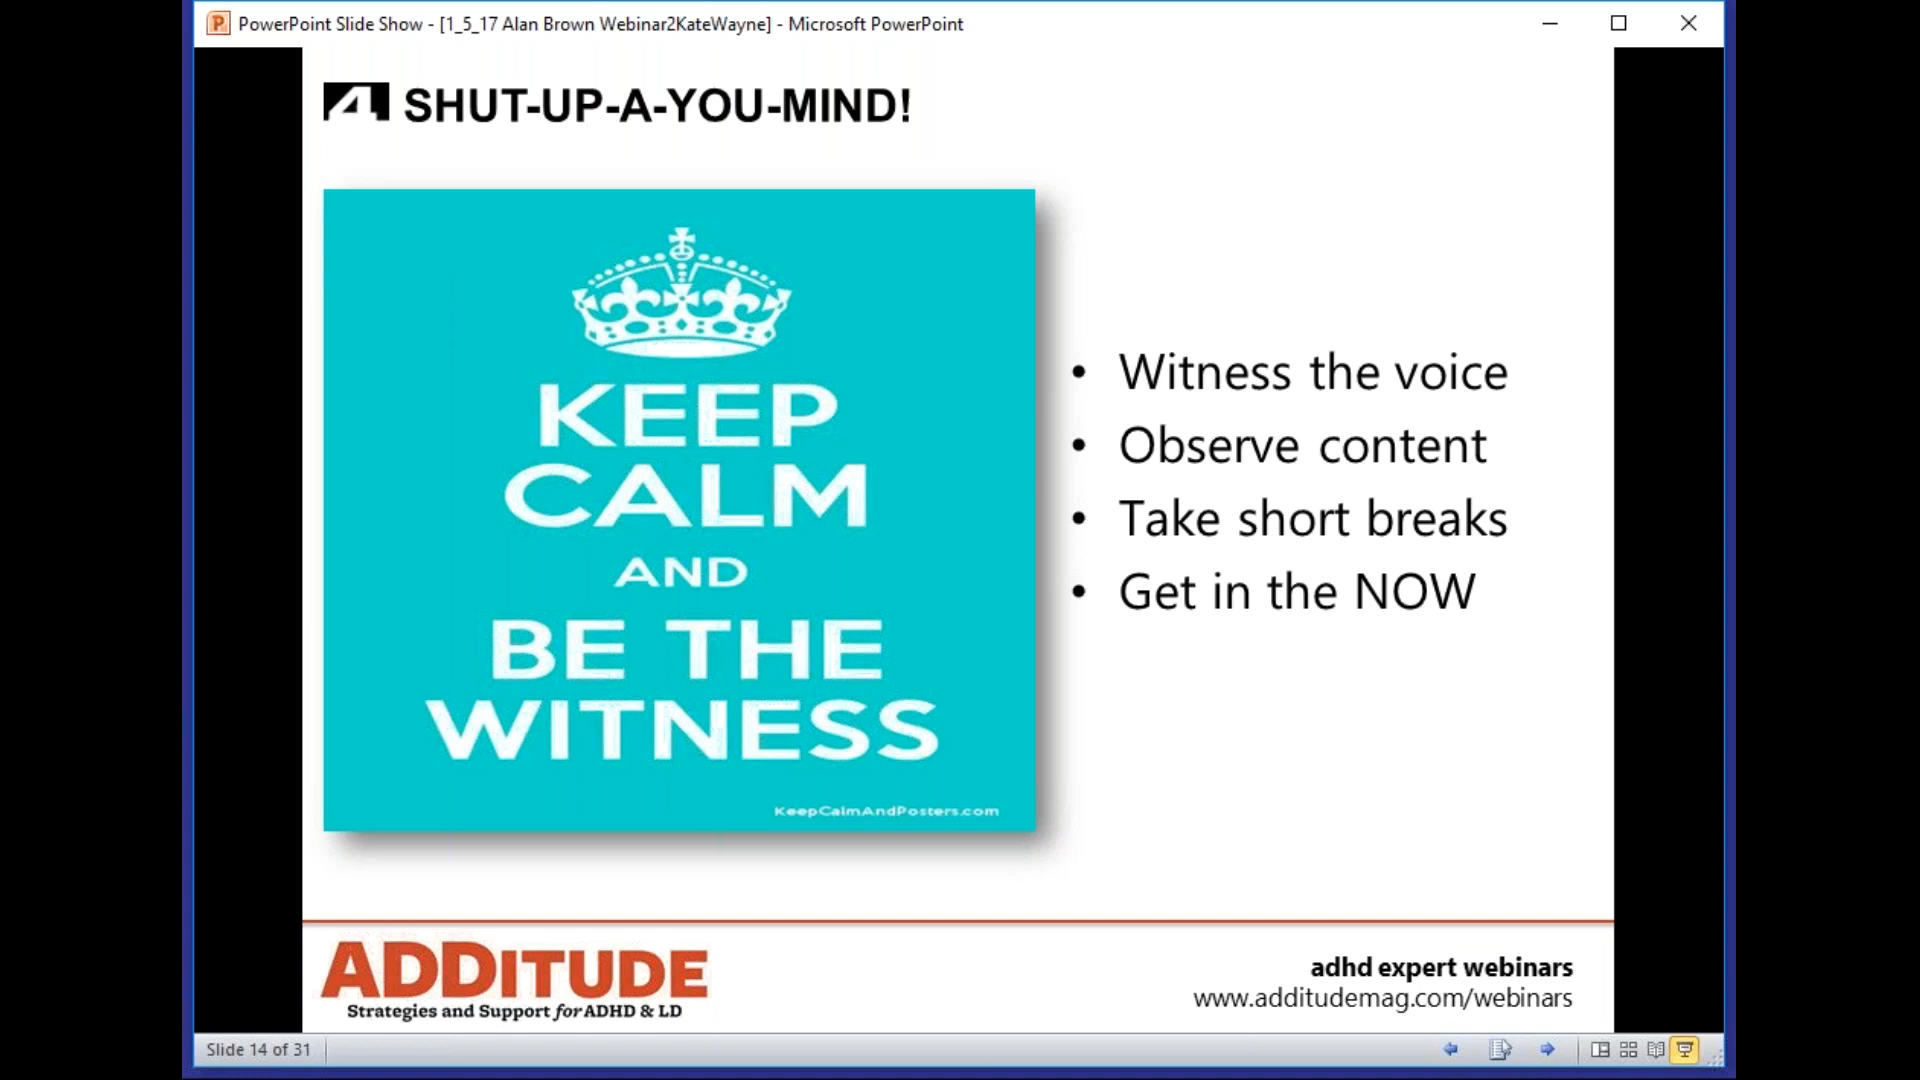 PowerPoint Slide Show - [1_5_17 Alan Brown Webinar2KateWayne] - Microsoft PowerPoint
SHUT-UP-A-YOU-MIND!
KEEP
CALM
AND
BE THE
WITNESS
KeepCalmAndPosters.com
• Witness the voice
• Observe content
• Take short breaks
• Get in the NOW
ADDITUDE
Strategies and Support for ADHD & LD
adhd expert webinars
www.additudemag.com/webinars
Slide 14 of 31